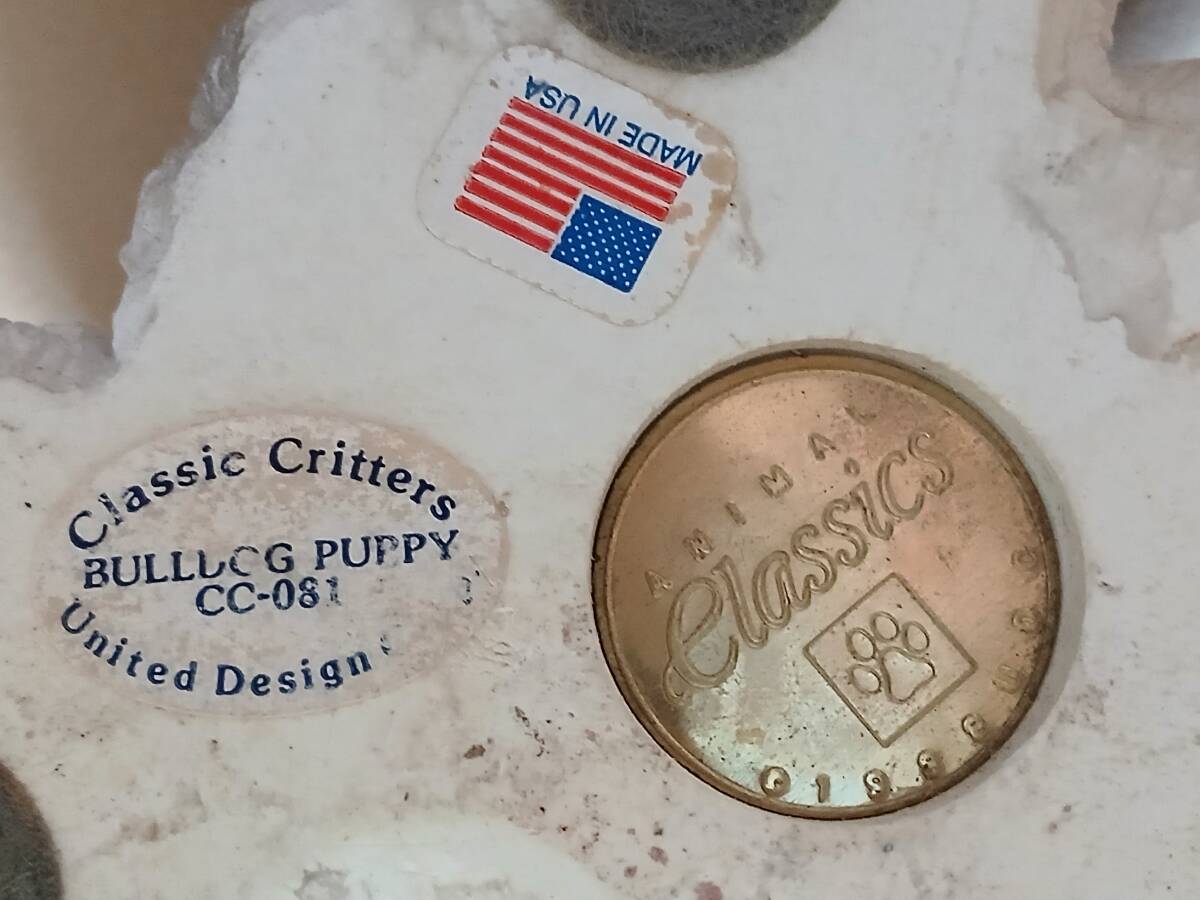 MADE IN USA
Classic Critters
BULLDOG PUPPY
CC-081
United Design
ANIMAL
Classics